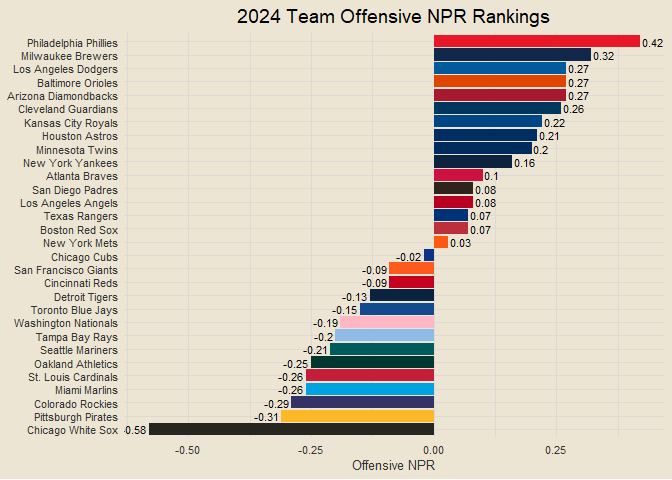 2024 Team Offensive NPR Rankings
Philadelphia Phillies 0.42
Milwaukee Brewers 0.32
Los Angeles Dodgers 0.27
Baltimore Orioles 0.27
Arizona Diamondbacks 0.27
Cleveland Guardians 0.26
Kansas City Royals 0.22
Houston Astros 0.21
Minnesota Twins 0.2
New York Yankees 0.16
Atlanta Braves 0.1
San Diego Padres 0.08
Los Angeles Angels 0.08
Texas Rangers 0.07
Boston Red Sox 0.07
New York Mets 0.03
Chicago Cubs -0.02
San Francisco Giants -0.09
Cincinnati Reds -0.09
Detroit Tigers -0.13
Toronto Blue Jays -0.15
Washington Nationals -0.19
Tampa Bay Rays -0.2
Seattle Mariners -0.21
Oakland Athletics -0.25
St. Louis Cardinals -0.26
Miami Marlins -0.26
Colorado Rockies -0.29
Pittsburgh Pirates -0.31
Chicago White Sox -0.58
-0.50 -0.25 0.00 0.25
Offensive NPR